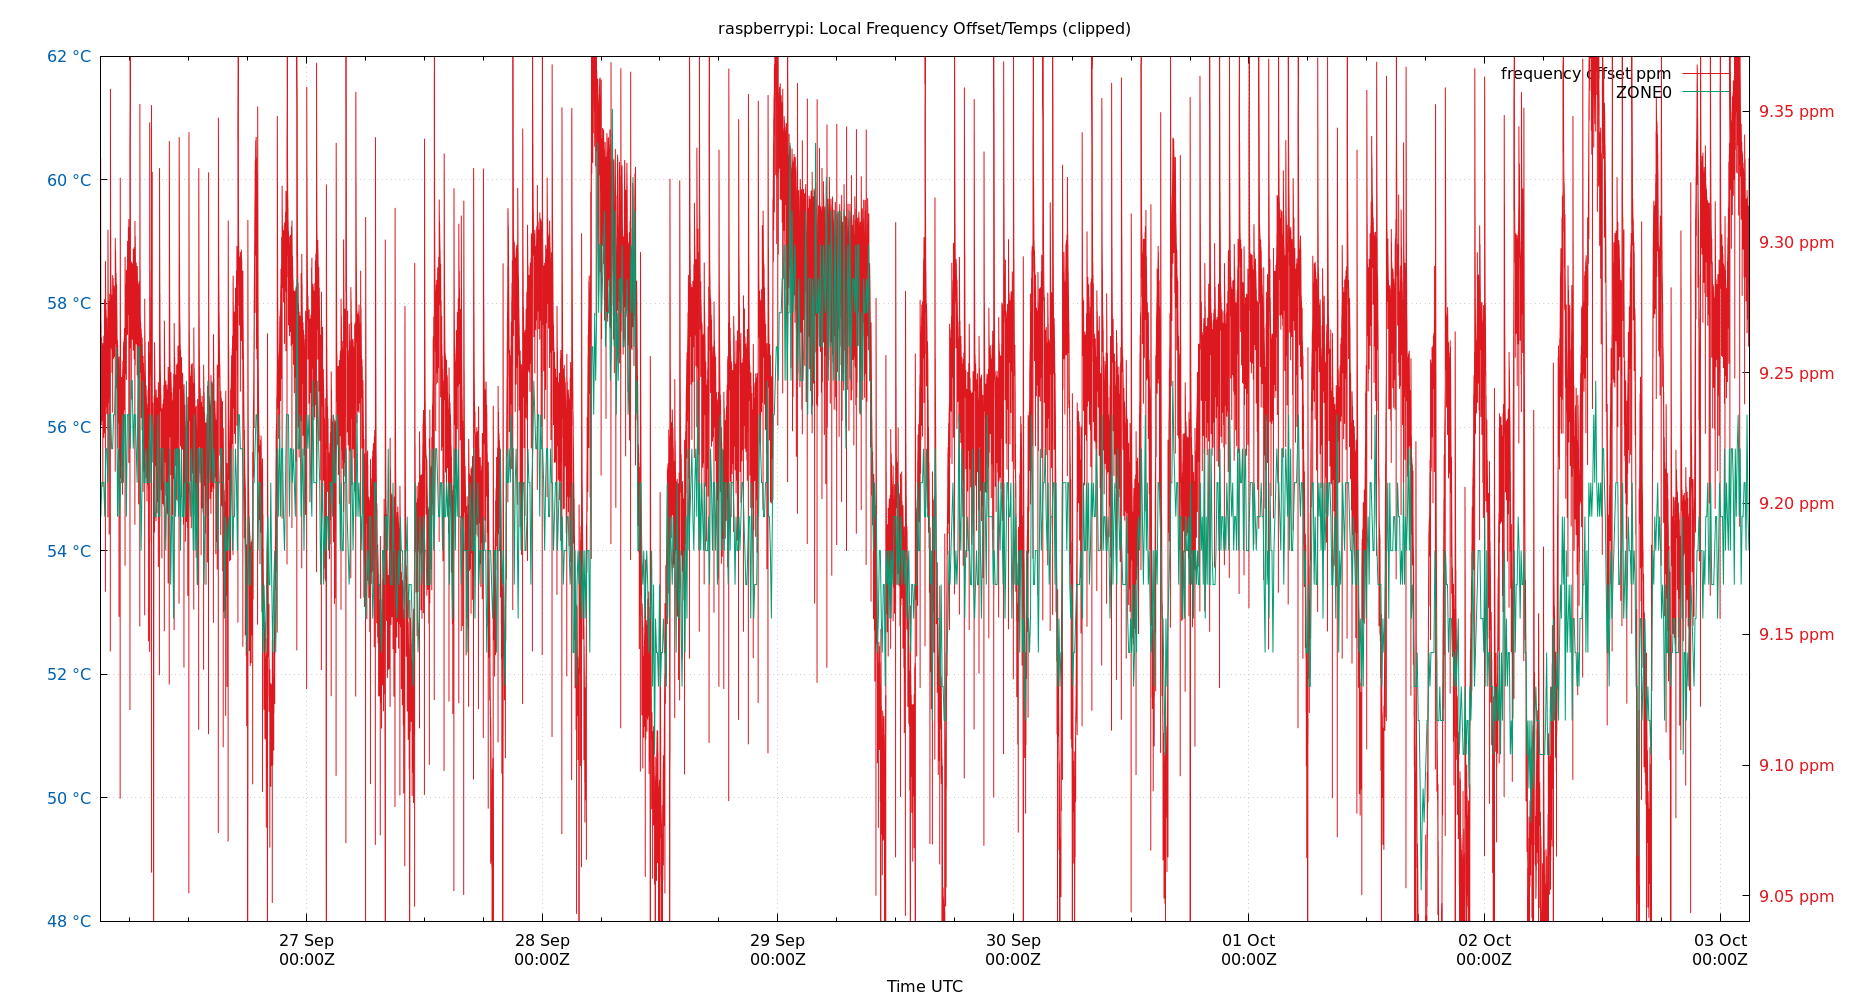 raspberrypi: Local Frequency Offset/Temps (clipped)
62 °C
60 °C
58 °C
56 °C
54 °C
52 °C
50 °C
48 °C
frequency offset ppm
ZONE0
9.35 ppm
9.30 ppm
9.25 ppm
9.20 ppm
9.15 ppm
9.10 ppm
9.05 ppm
27 Sep
00:00Z
28 Sep
00:00Z
29 Sep
00:00Z
30 Sep
00:00Z
01 Oct
00:00Z
02 Oct
00:00Z
03 Oct
00:00Z
Time UTC